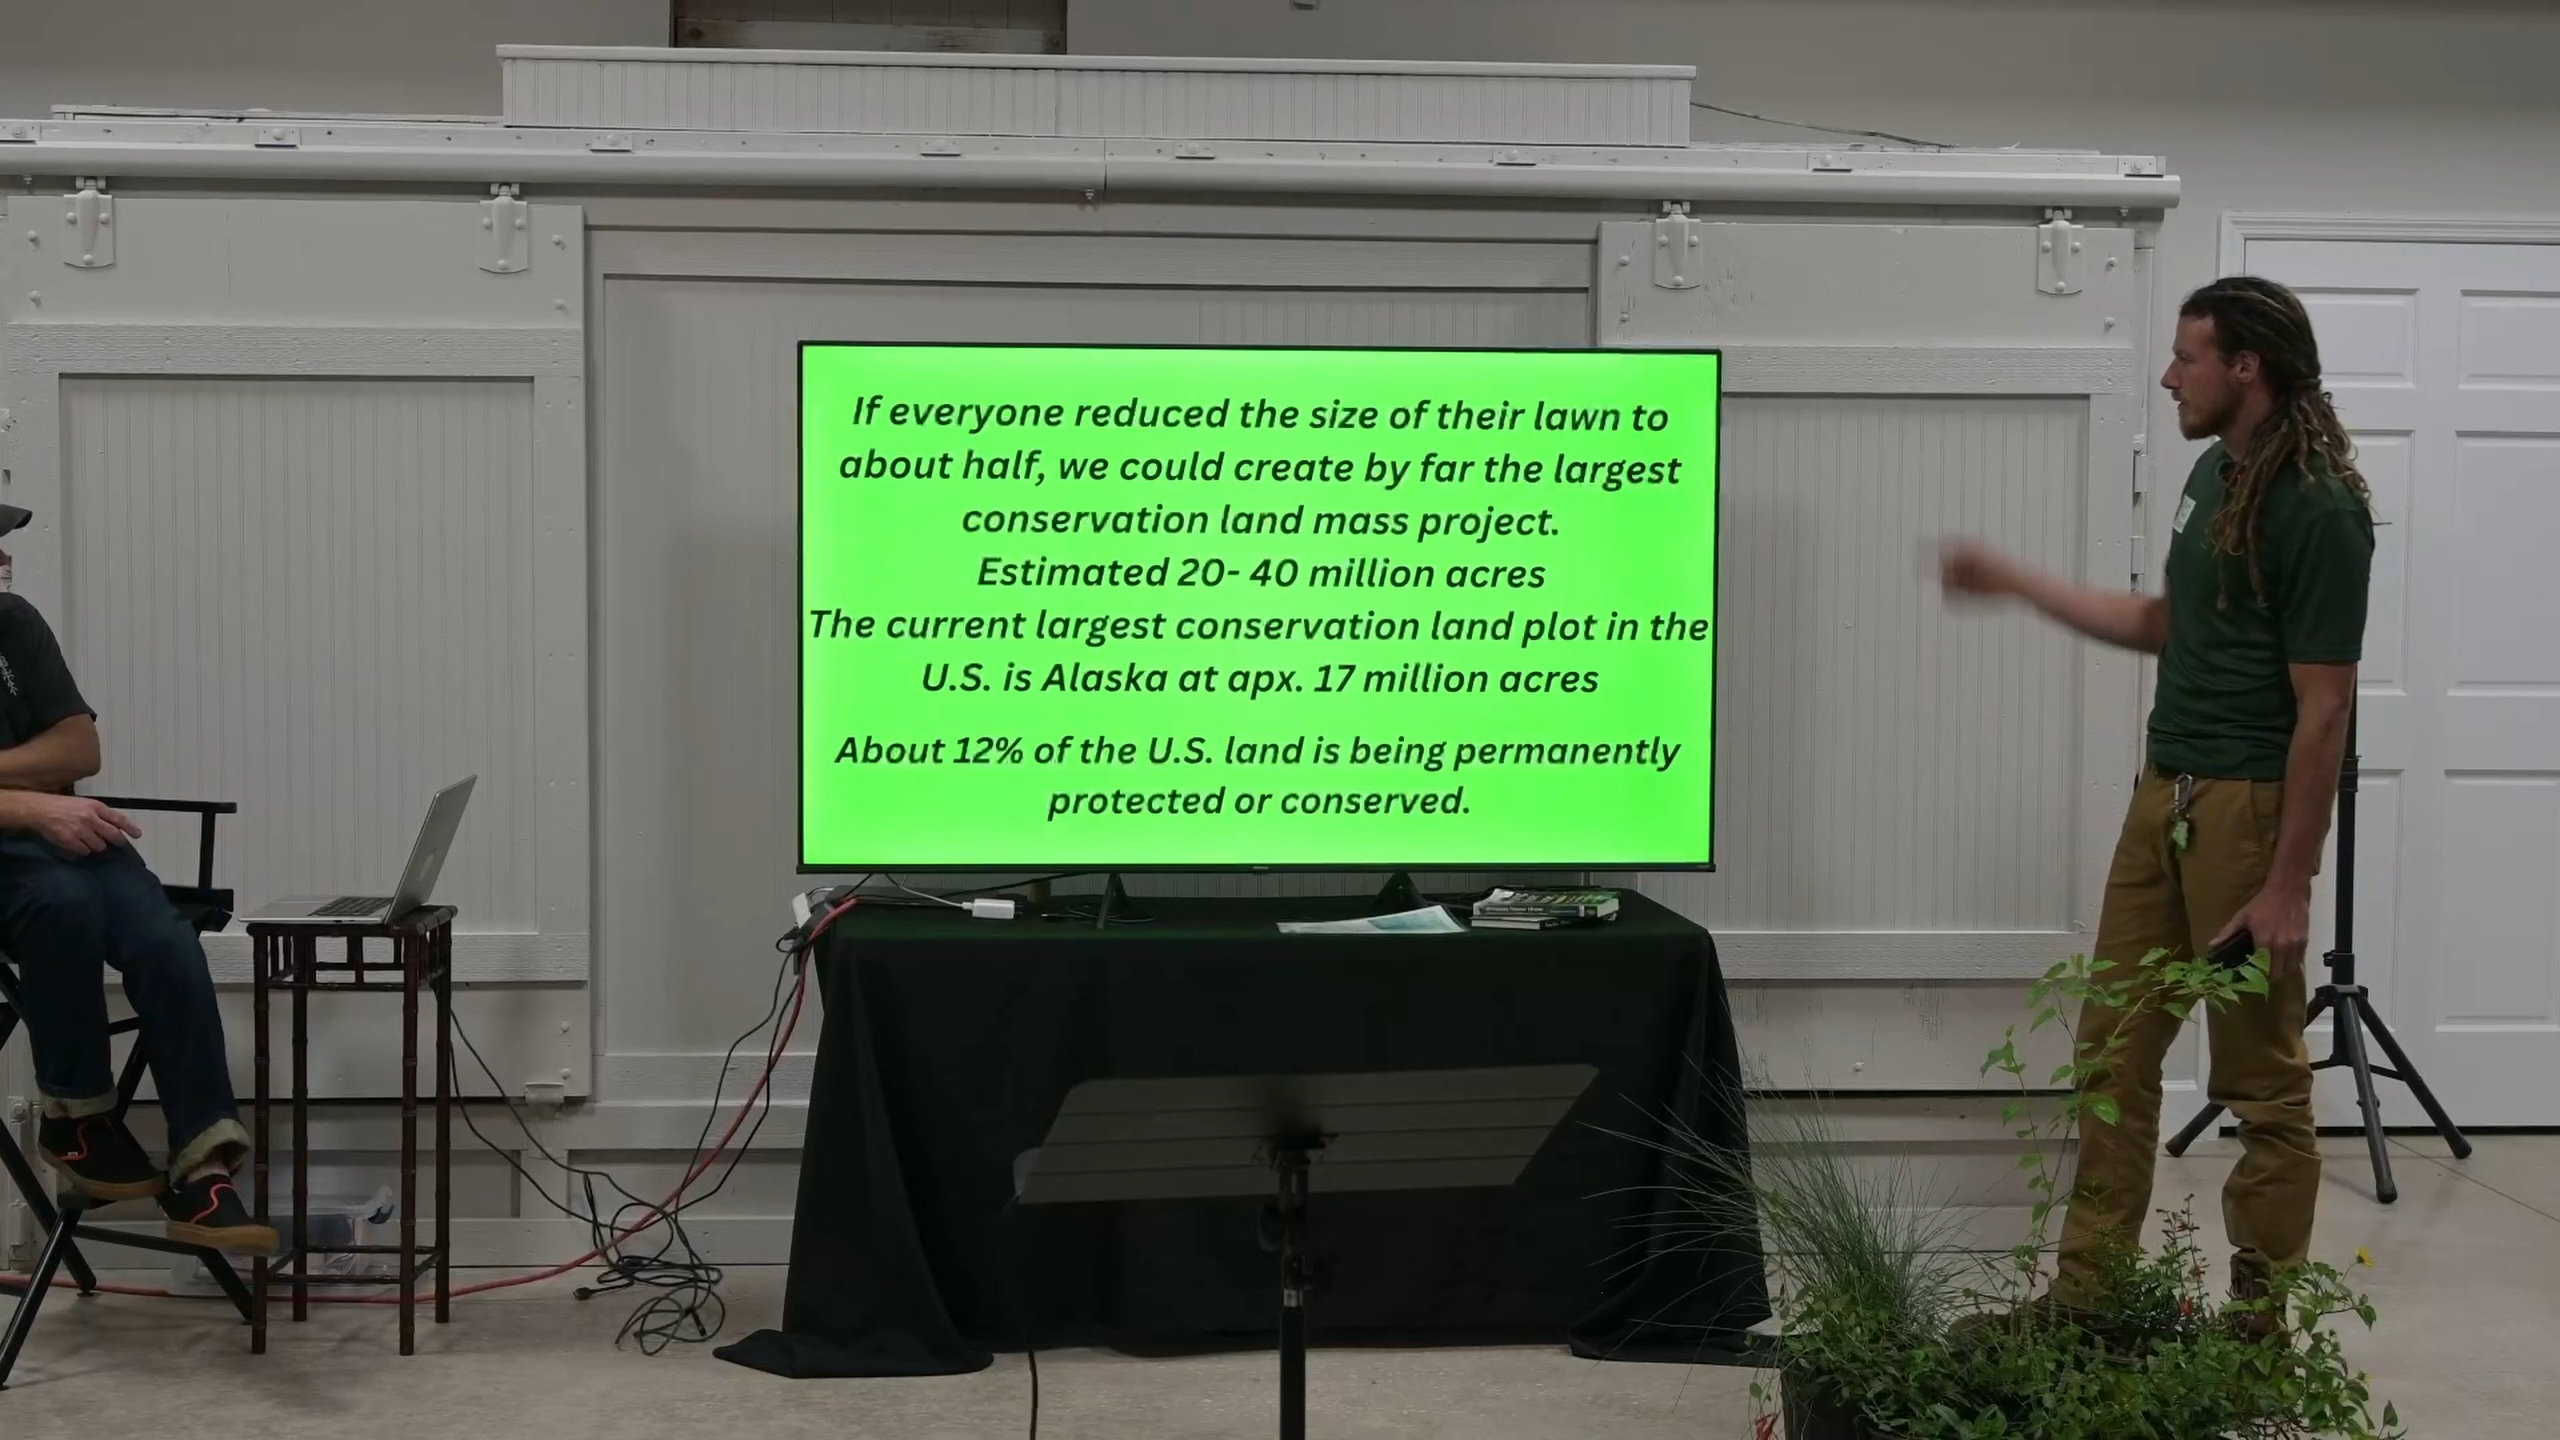 If everyone reduced the size of their lawn to
about half, we could create by far the largest
conservation land mass project.
Estimated 20- 40 million acres
The current largest conservation land plot in the
U.S. is Alaska at apx. 17 million acres
About 12% of the U.S. land is being permanently
protected or conserved.